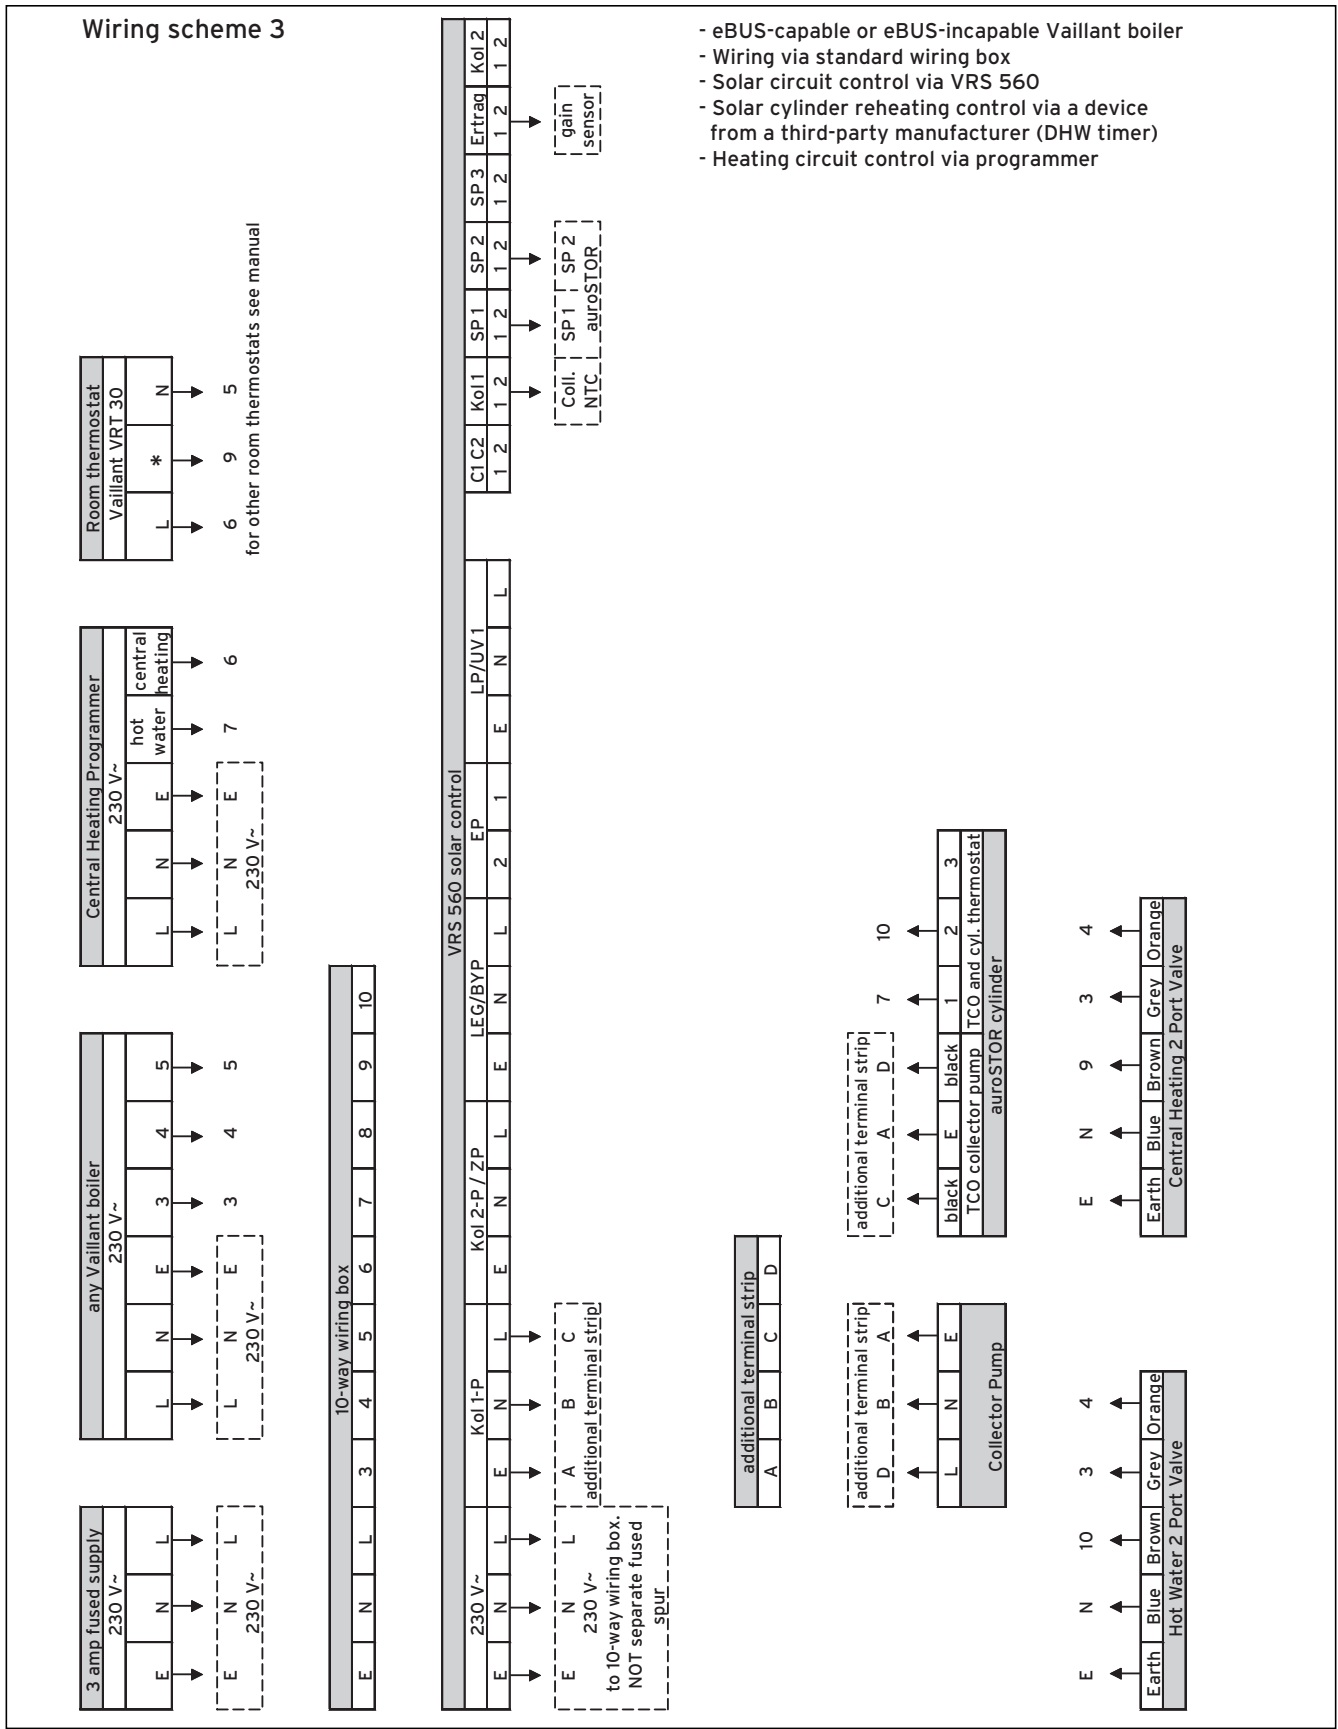 Wiring scheme 3
- eBUS-capable or eBUS-incapable Vaillant boiler
- Wiring via standard wiring box
- Solar circuit control via VRS 560
- Solar cylinder reheating control via a device
from a third-party manufacturer (DHW timer)
- Heating circuit control via programmer
3 amp fused supply
230 V~
E N L
E N L
230 V~
any Vaillant boiler
230 V~
L N E 3 4 5
L N E 3 4 5
230 V~
Central Heating Programmer
230 V~
L N E hot water central heating
L N E 7 6
230 V~
Room thermostat
Vaillant VRT 30
L * N
6 9 5
for other room thermostats see manual
10-way wiring box
E N L 3 4 5 6 7 8 9 10
VRS 560 solar control
230 V~ Kol 1-P Kol 2-P / ZP LEG/BYP EP LP/UV1 C1 C2 Kol1 SP1 SP 2 SP 3 Ertrag Kol 2
E N L E N L E N L E N L 2 1 E N L 1 2 1 2 1 2 1 2 1 2 1 2 1 2
E N L
230 V~
to 10-way wiring box.
NOT separate fused
spur
A B C
additional terminal strip
Coll.
NTC
SP1 SP 2
auroSTOR
gain
sensor
additional terminal strip
A B C D
additional terminal strip
D B A
L N E
Collector Pump
additional terminal strip
C A D 7 10
black E black 1 2 3
TCO collector pump TCO and cyl. thermostat
auroSTOR cylinder
E N 10 3 4
Earth Blue Brown Grey Orange
Hot Water 2 Port Valve
E N 9 3 4
Earth Blue Brown Grey Orange
Central Heating 2 Port Valve